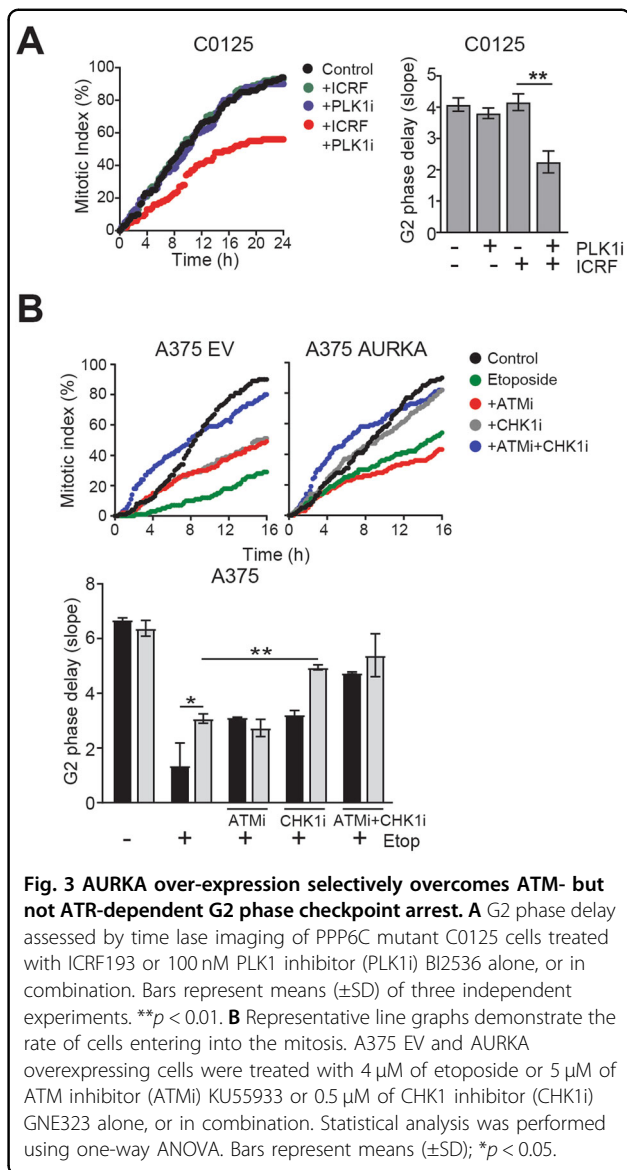 A
C0125
Mitotic Index (%)
100
80
60
40
20
0
0 4 8 12 16 20 24
Time (h)
Control
+ICRF
+PLK1i
+ICRF
+PLK1i
C0125
G2 phase delay (slope)
5
4
3
2
1
0
**
- + - + PLK1i
- - + + ICRF
B
A375 EV
A375 AURKA
Mitotic index (%)
100
80
60
40
20
0
0 4 8 12 16
0 4 8 12 16
Time (h)
Control
Etoposide
+ATMi
+CHK1i
+ATMi+CHK1i
A375
G2 phase delay (slope)
8
6
4
2
0
*
**
ATMi CHK1i ATMi+CHK1i
- + + + + Etop
Fig. 3 AURKA over-expression selectively overcomes ATM- but
not ATR-dependent G2 phase checkpoint arrest. A G2 phase delay
assessed by time lase imaging of PPP6C mutant C0125 cells treated
with ICRF193 or 100 nM PLK1 inhibitor (PLK1i) BI2536 alone, or in
combination. Bars represent means (±SD) of three independent
experiments. **p < 0.01. B Representative line graphs demonstrate the
rate of cells entering into the mitosis. A375 EV and AURKA
overexpressing cells were treated with 4 µM of etoposide or 5 µM of
ATM inhibitor (ATMi) KU55933 or 0.5 µM of CHK1 inhibitor (CHK1i)
GNE323 alone, or in combination. Statistical analysis was performed
using one-way ANOVA. Bars represent means (±SD); *p < 0.05.